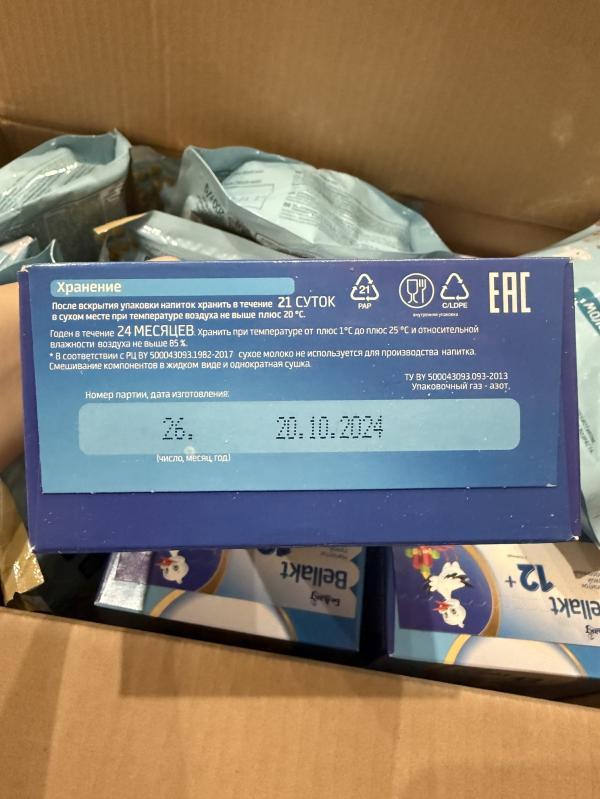 Хранение
После вскрытия упаковки напиток хранить в течение 21 СУТОК
в сухом месте при температуре воздуха не выше плюс 20 °С.
Годен в течение 24 МЕСЯЦЕВ. Хранить при температуре от плюс 1°С до плюс 25 °С и относительной
влажности воздуха не выше 85 %.
* В соответствии с РЦ BY 500043093.1982-2017 сухое молоко не используется для производства напитка.
Смешивание компонентов в жидком виде и однократная сушка.
21
PAP
внутренняя упаковка
C/LDPE
EAC
ТУ BY 500043093.093-2013
Упаковочный газ - азот.
Номер партии, дата изготовления:
26. 20.10.2024
(число, месяц, год)
Bellakt
12+
Bellakt